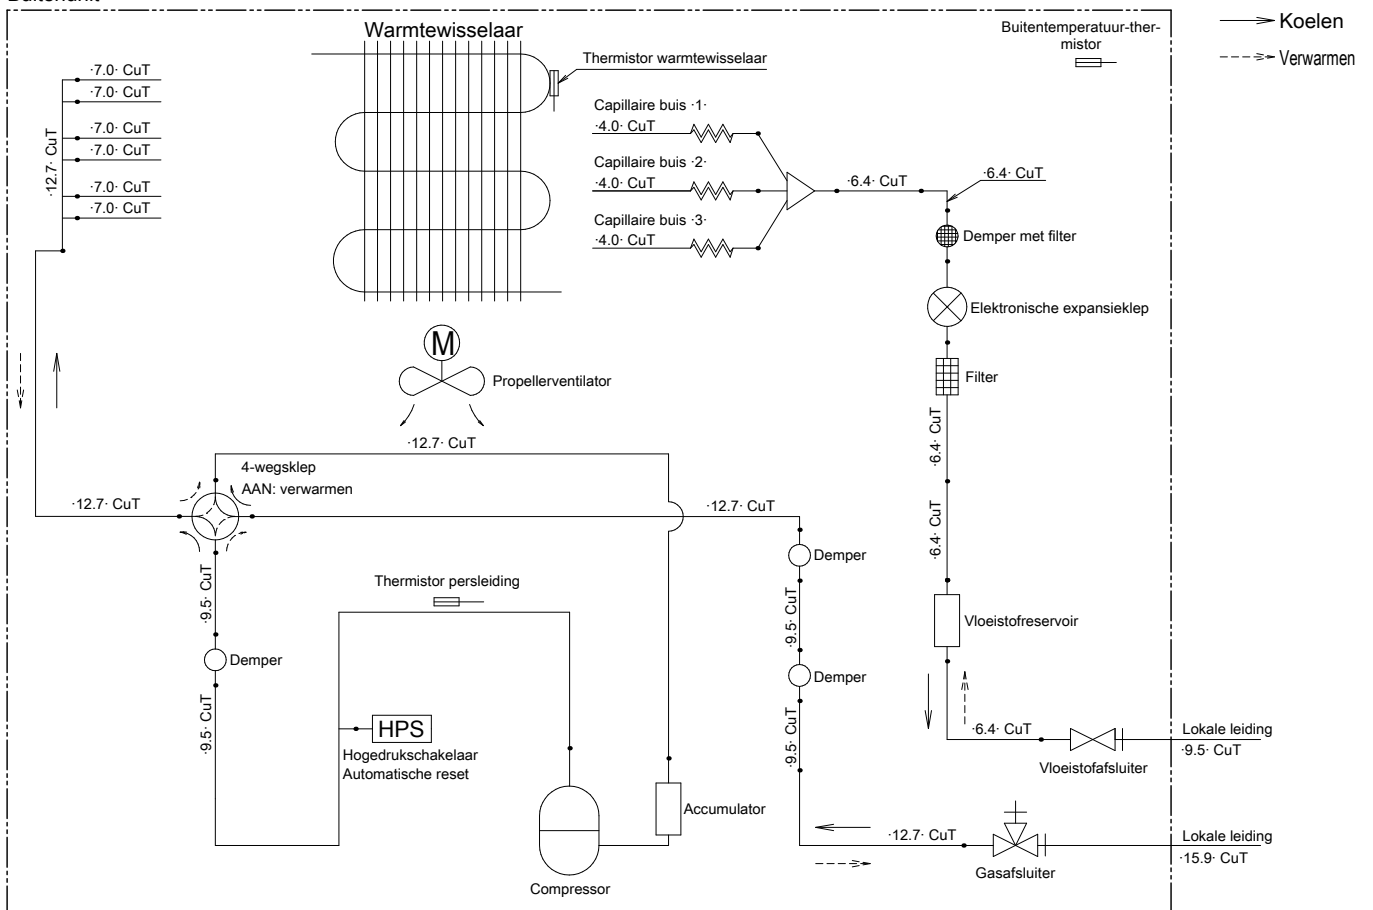 Warmtewisselaar
Buitentemperatuur-ther-
mistor
Koelen
Verwarmen
Thermistor warmtewisselaar
·7.0· CuT
·7.0· CuT
·7.0· CuT
·7.0· CuT
·7.0· CuT
·7.0· CuT
·12.7· CuT
Capillaire buis ·1·
·4.0· CuT
Capillaire buis ·2·
·4.0· CuT
Capillaire buis ·3·
·4.0· CuT
·6.4· CuT
·6.4· CuT
Demper met filter
Elektronische expansieklep
Filter
·6.4· CuT
·6.4· CuT
Vloeistofreservoir
M
Propellerventilator
·12.7· CuT
4-wegsklep
AAN: verwarmen
·12.7· CuT
·12.7· CuT
Demper
·9.5· CuT
Demper
·9.5· CuT
·9.5· CuT
Demper
·9.5· CuT
Thermistor persleiding
HPS
Hogedrukschakelaar
Automatische reset
Compressor
Accumulator
·6.4· CuT
Vloeistofafsluiter
Lokale leiding
·9.5· CuT
·12.7· CuT
Gasafsluiter
Lokale leiding
·15.9· CuT